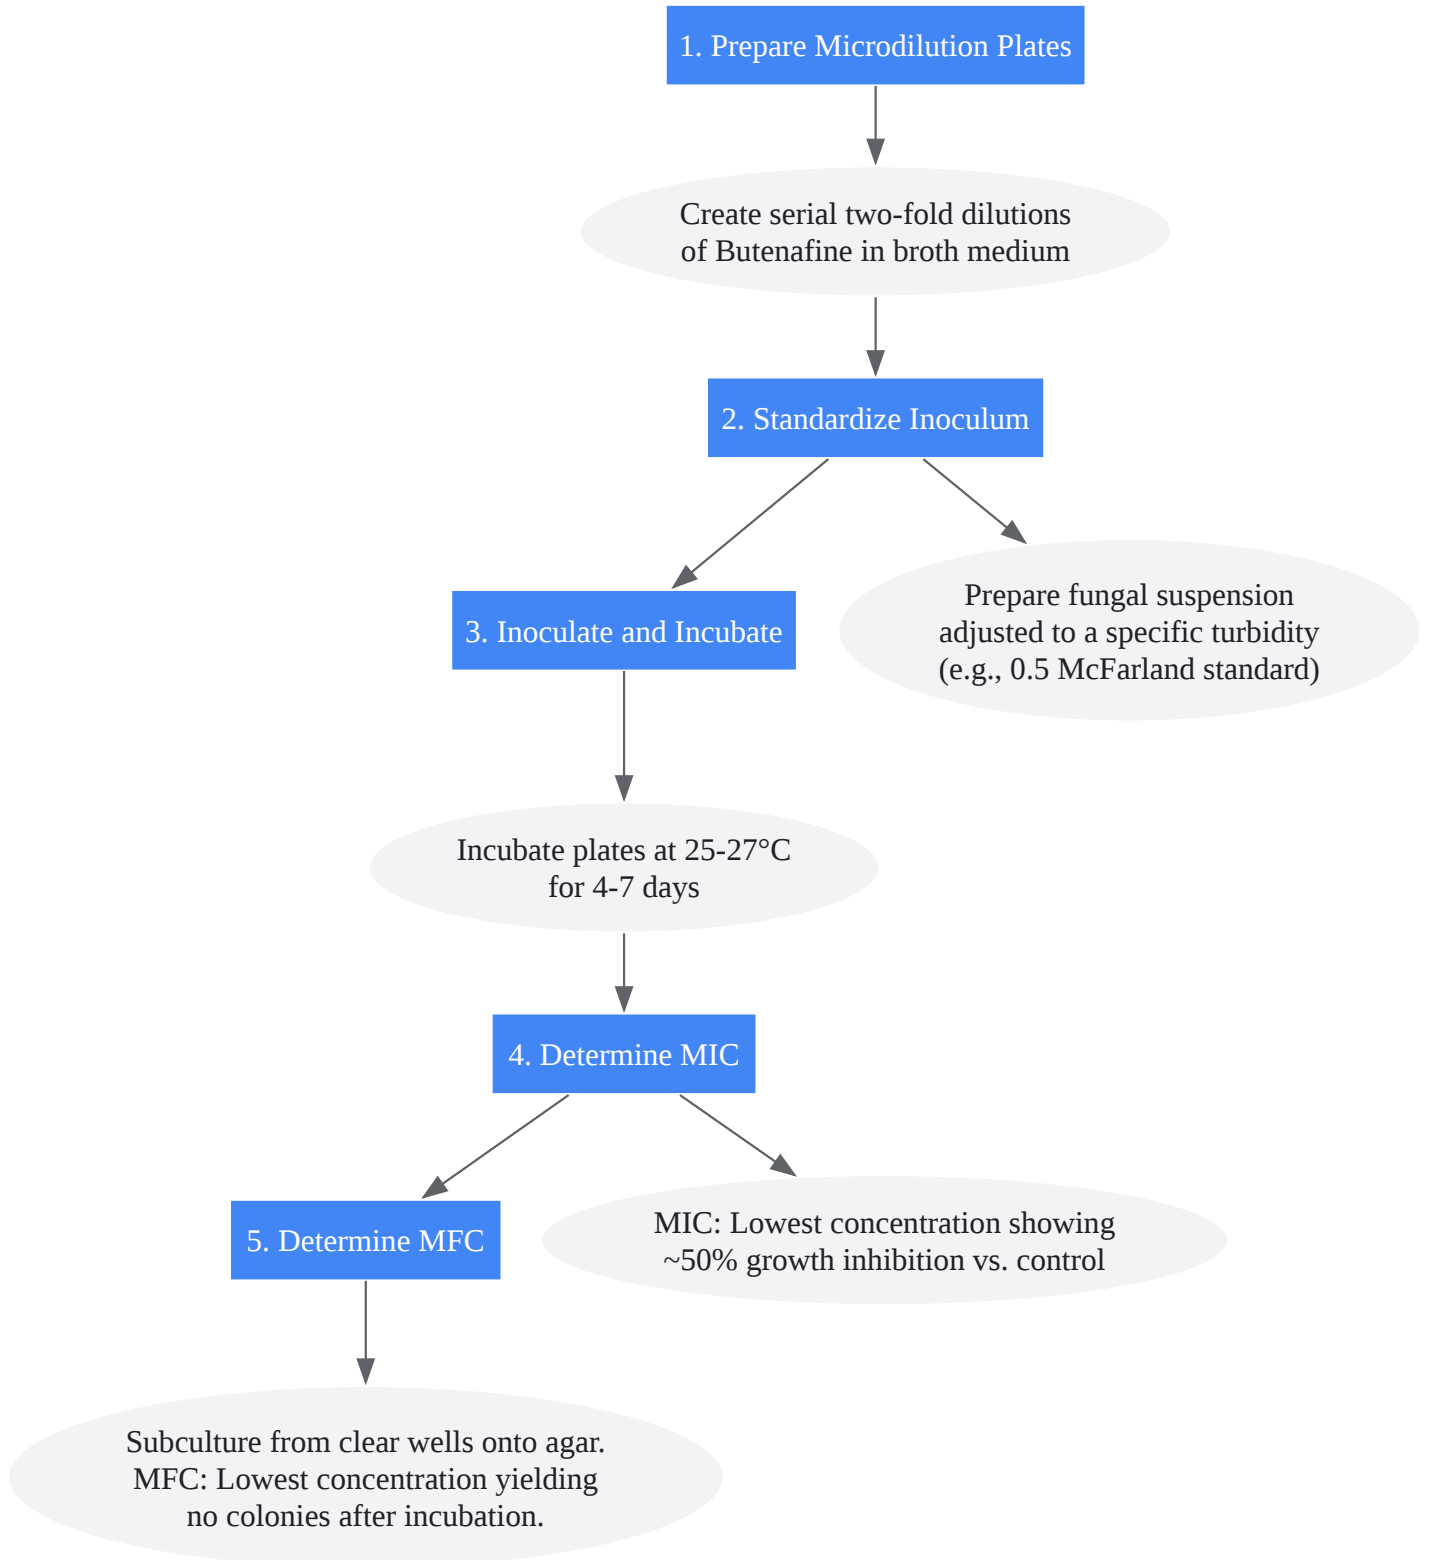 1. Prepare Microdilution Plates
Create serial two-fold dilutions
of Butenafine in broth medium
2. Standardize Inoculum
3. Inoculate and Incubate
Prepare fungal suspension
adjusted to a specific turbidity
(e.g., 0.5 McFarland standard)
Incubate plates at 25-27°C
for 4-7 days
4. Determine MIC
5. Determine MFC
MIC: Lowest concentration showing
~50% growth inhibition vs. control
Subculture from clear wells onto agar.
MFC: Lowest concentration yielding
no colonies after incubation.